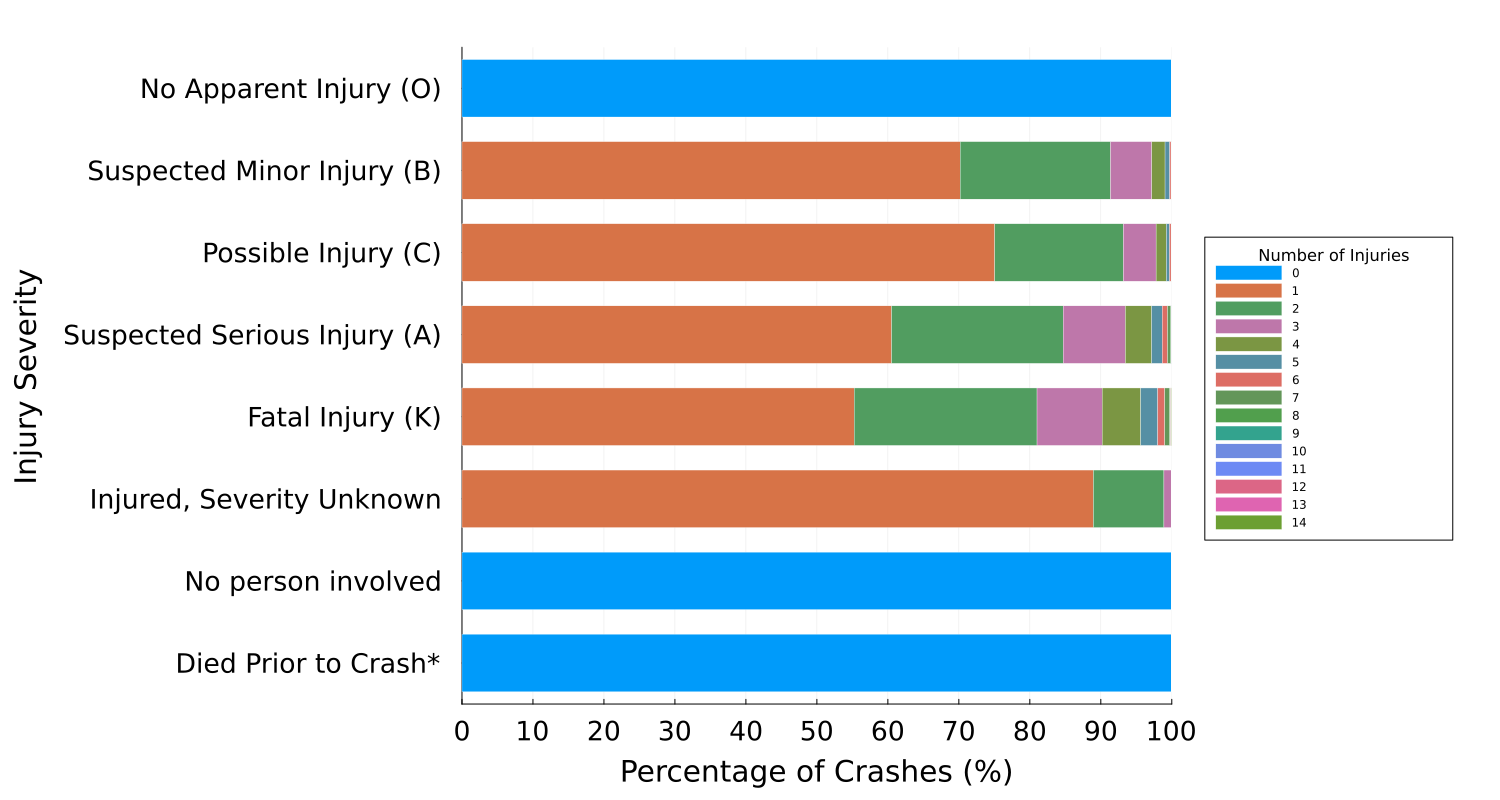 No Apparent Injury (O)
Suspected Minor Injury (B)
Possible Injury (C)
Suspected Serious Injury (A)
Fatal Injury (K)
Injured, Severity Unknown
No person involved
Died Prior to Crash*
Injury Severity
0 10 20 30 40 50 60 70 80 90 100
Percentage of Crashes (%)
Number of Injuries
0
1
2
3
4
5
6
7
8
9
10
11
12
13
14